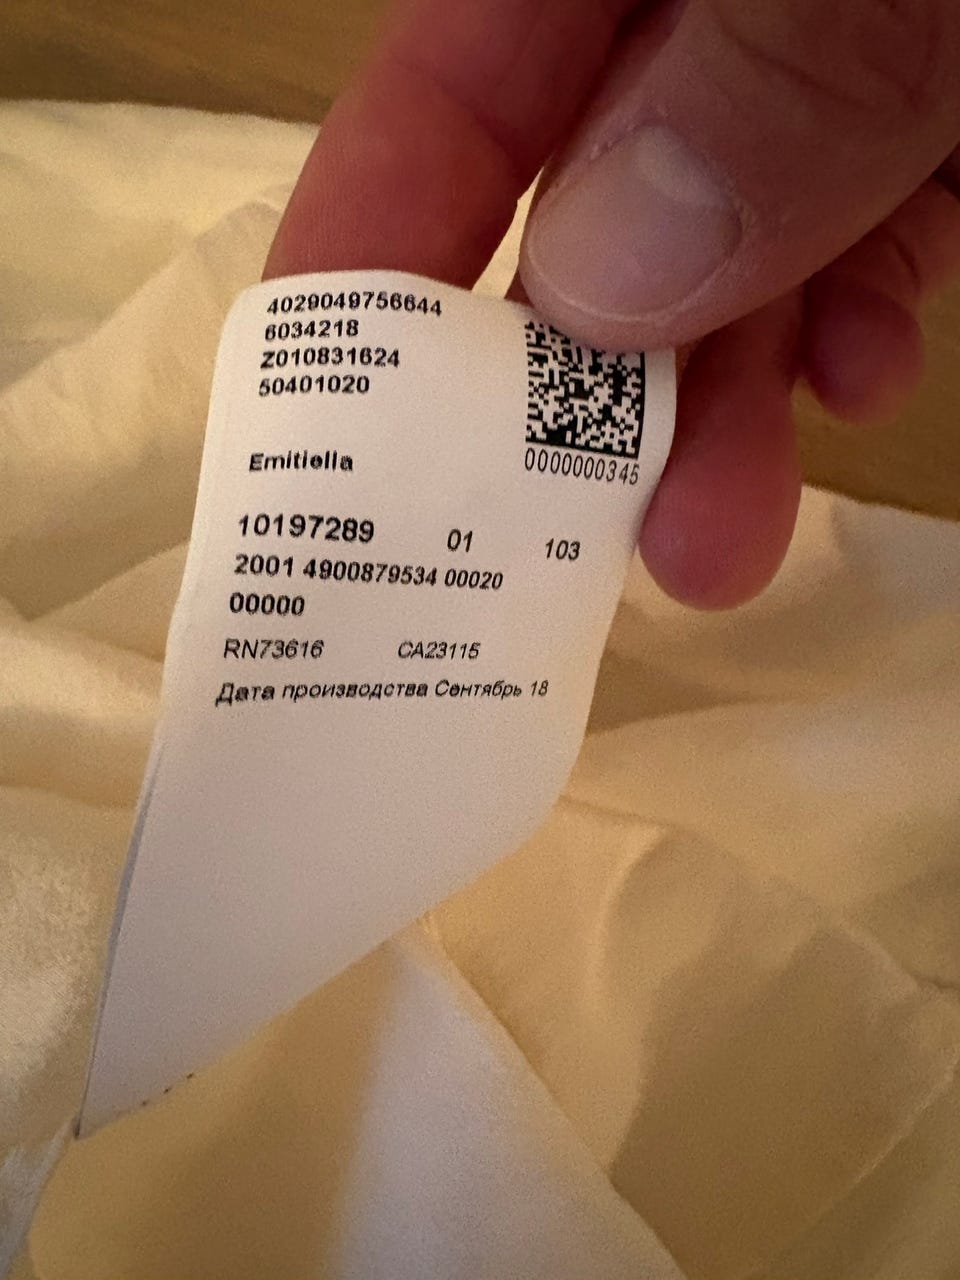 4029049756644
6034218
Z010831624
50401020
0000000345
Emitiella
10197289 01 103
2001 4900879534 00020
00000
RN73616 CA23115
Дата производства Сентябрь 18